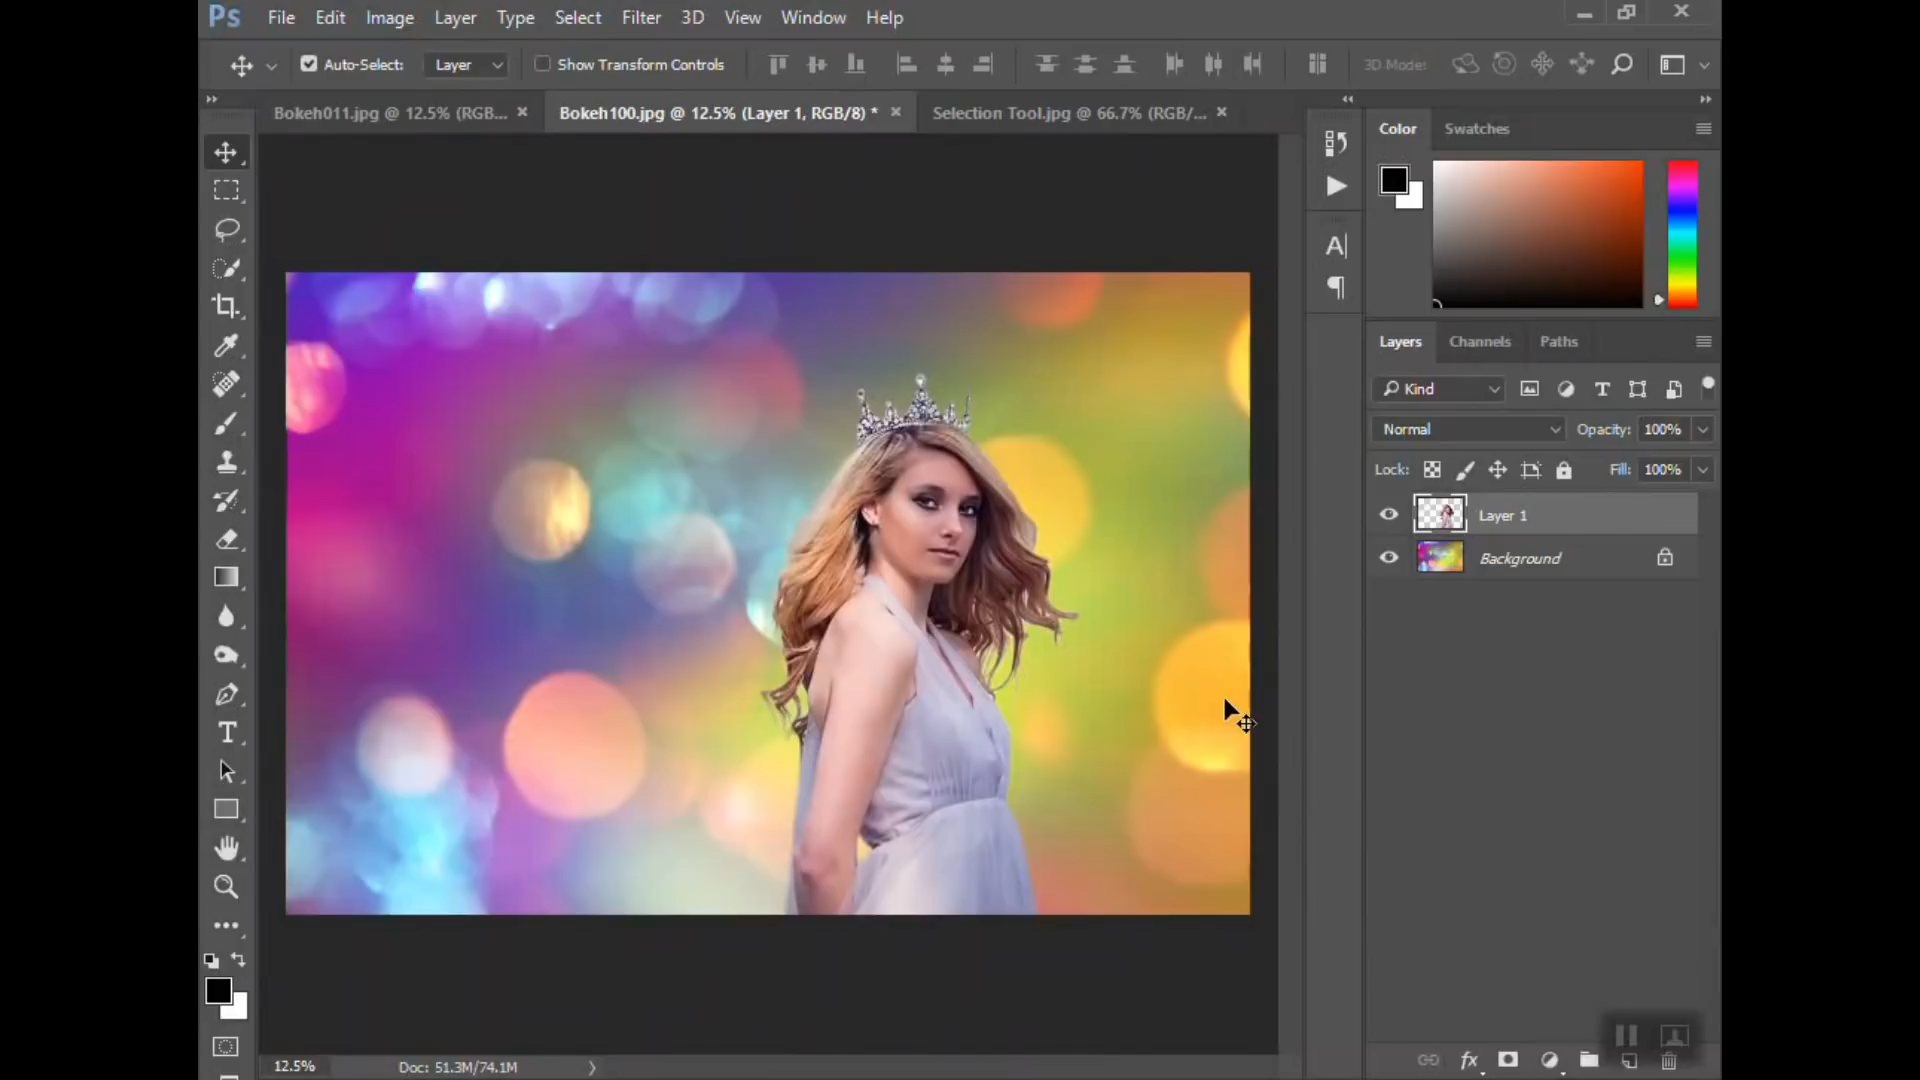 Ps File Edit Image Layer Type Select Filter 3D View Window Help
Auto-Select: Layer Show Transform Controls 3D Mode:
Bokeh011.jpg @ 12.5% (RGB... Bokeh100.jpg @ 12.5% (Layer 1, RGB/8) * Selection Tool.jpg @ 66.7% (RGB/...
Color Swatches
Layers Channels Paths
Kind
Normal Opacity: 100%
Lock: Fill: 100%
Layer 1
Background
12.5% Doc: 51.3M/74.1M
fx